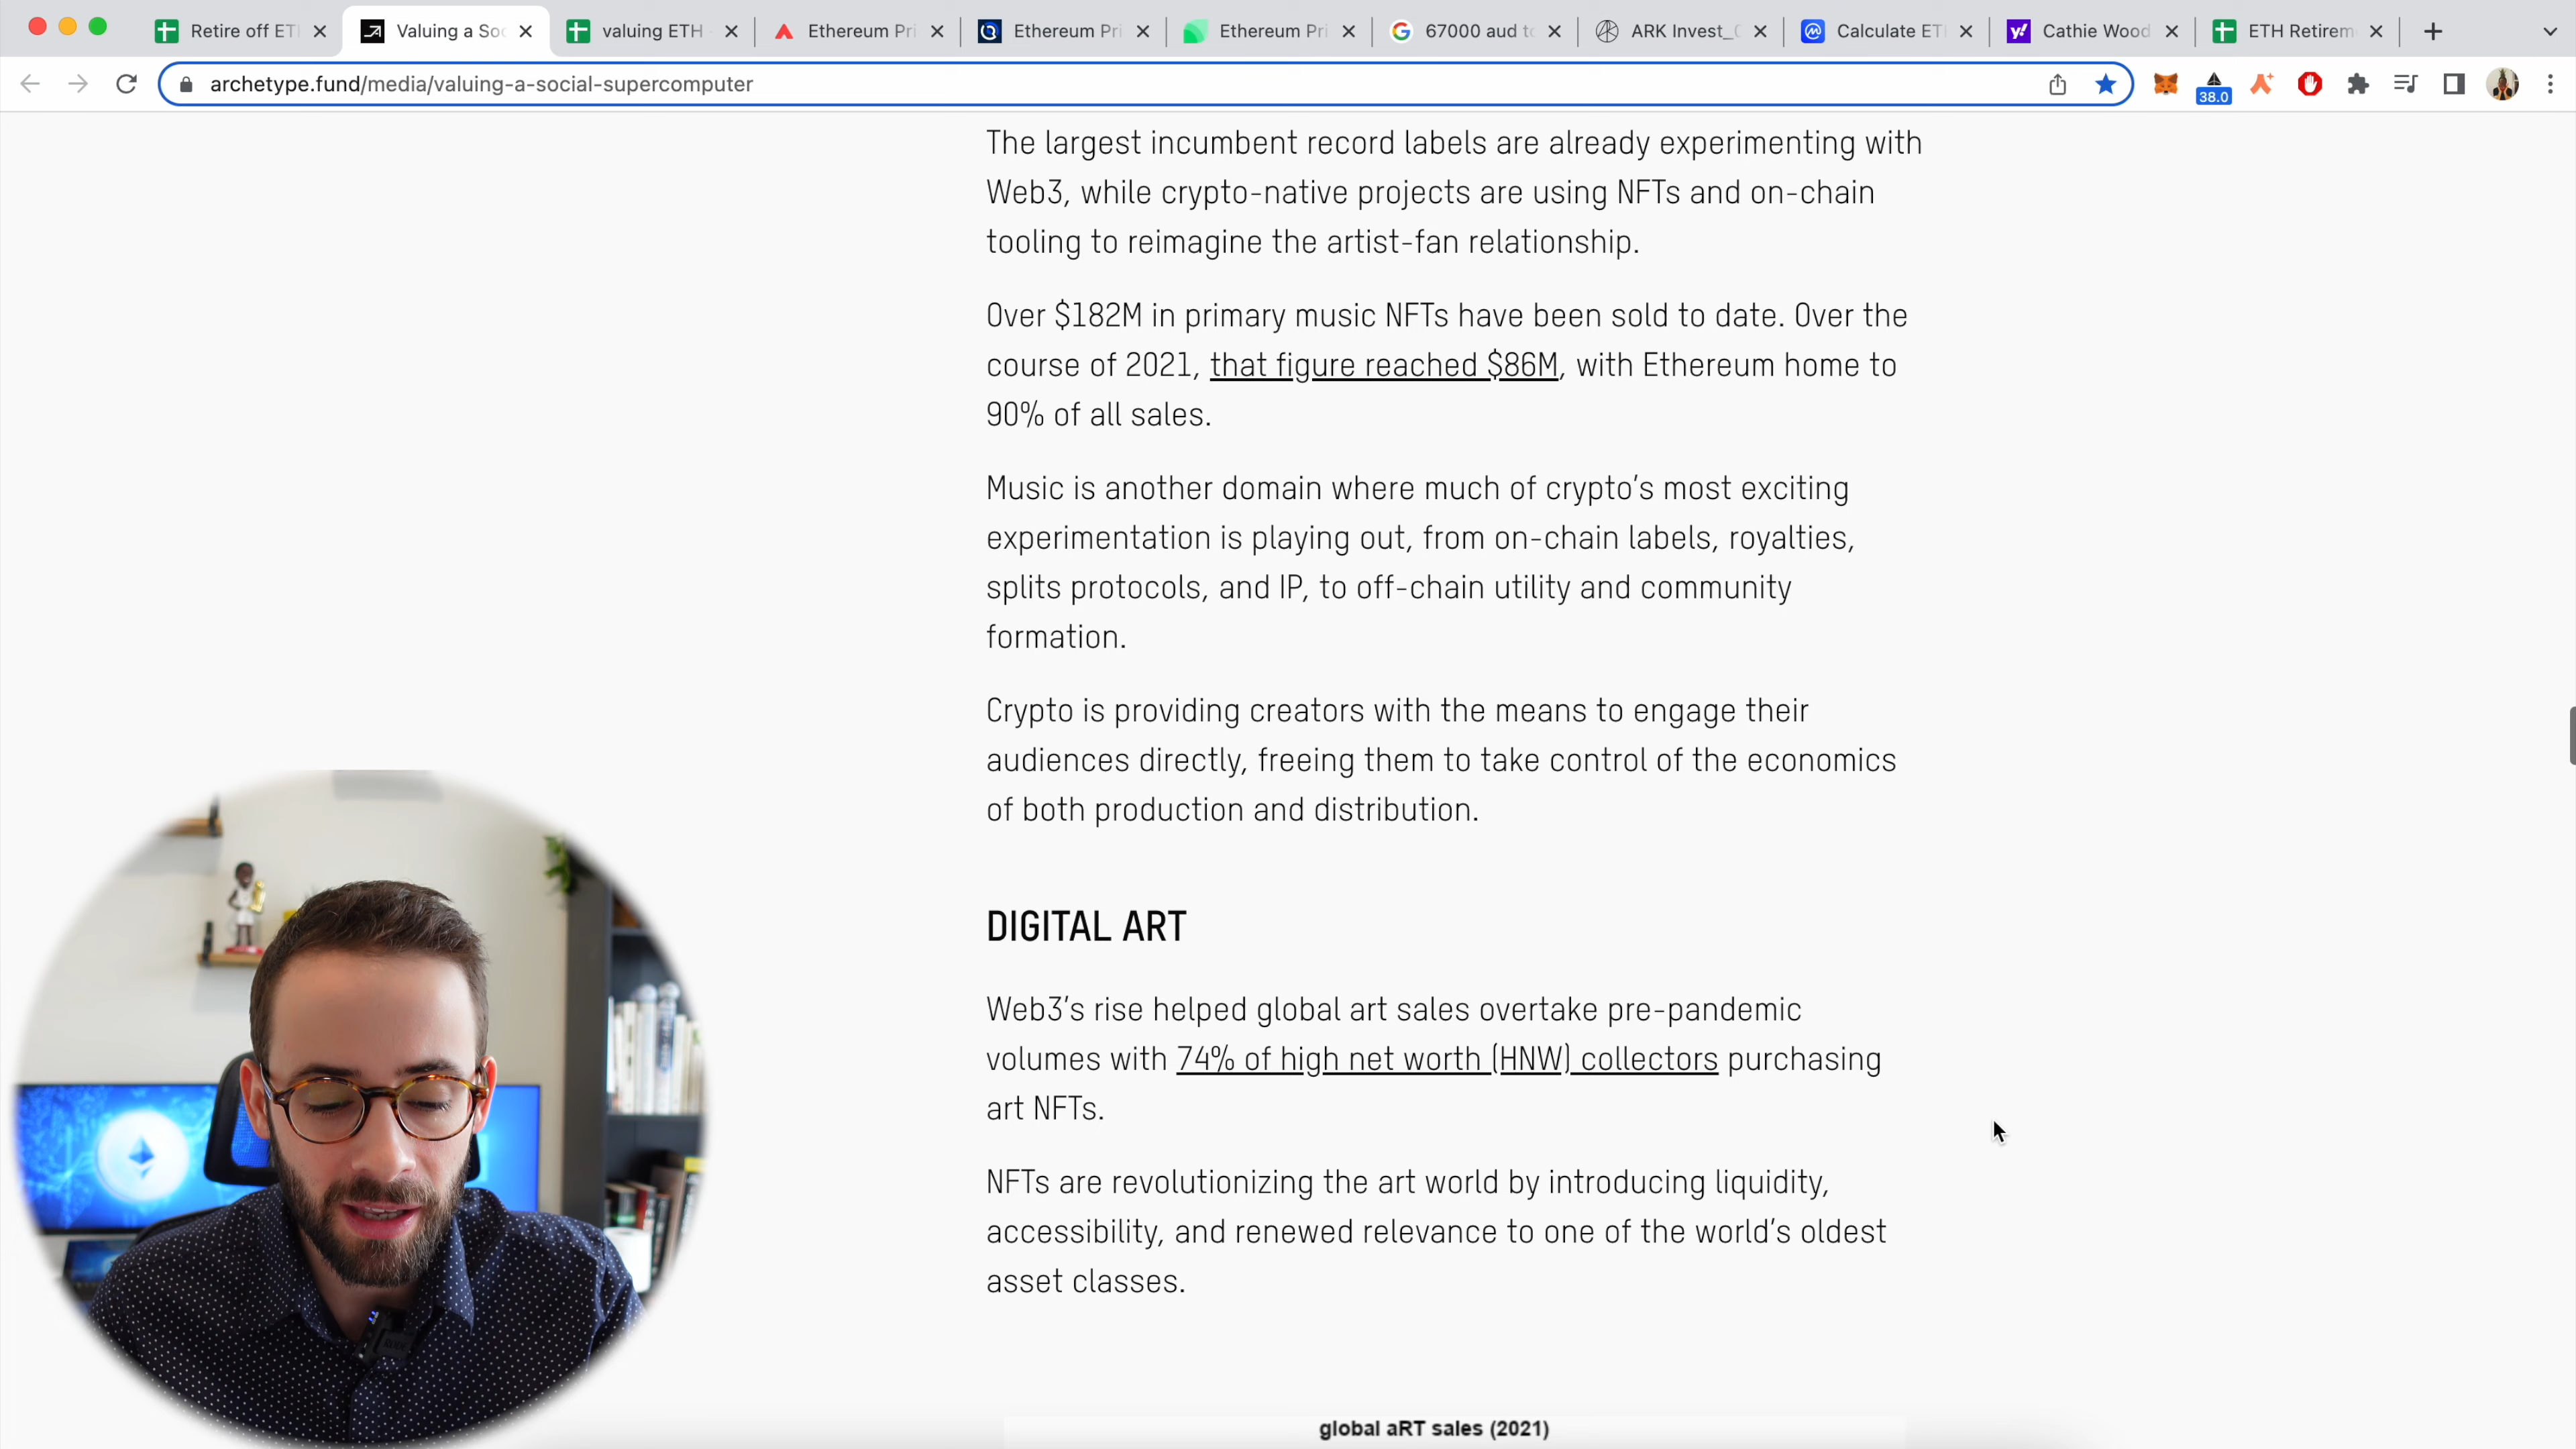 Retire off ET
Valuing a Soc
valuing ETH -
Ethereum Pri
Ethereum Pri
Ethereum Pri
67000 aud to
ARK Invest_0
Calculate ET
Cathie Wood
ETH Retirem
archetype.fund/media/valuing-a-social-supercomputer
38.0
The largest incumbent record labels are already experimenting with
Web3, while crypto-native projects are using NFTs and on-chain
tooling to reimagine the artist-fan relationship.
Over $182M in primary music NFTs have been sold to date. Over the
course of 2021, that figure reached $86M, with Ethereum home to
90% of all sales.
Music is another domain where much of crypto's most exciting
experimentation is playing out, from on-chain labels, royalties,
splits protocols, and IP, to off-chain utility and community
formation.
Crypto is providing creators with the means to engage their
audiences directly, freeing them to take control of the economics
of both production and distribution.
DIGITAL ART
Web3's rise helped global art sales overtake pre-pandemic
volumes with 74% of high net worth (HNW) collectors purchasing
art NFTs.
NFTs are revolutionizing the art world by introducing liquidity,
accessibility, and renewed relevance to one of the world's oldest
asset classes.
global aRT sales (2021)